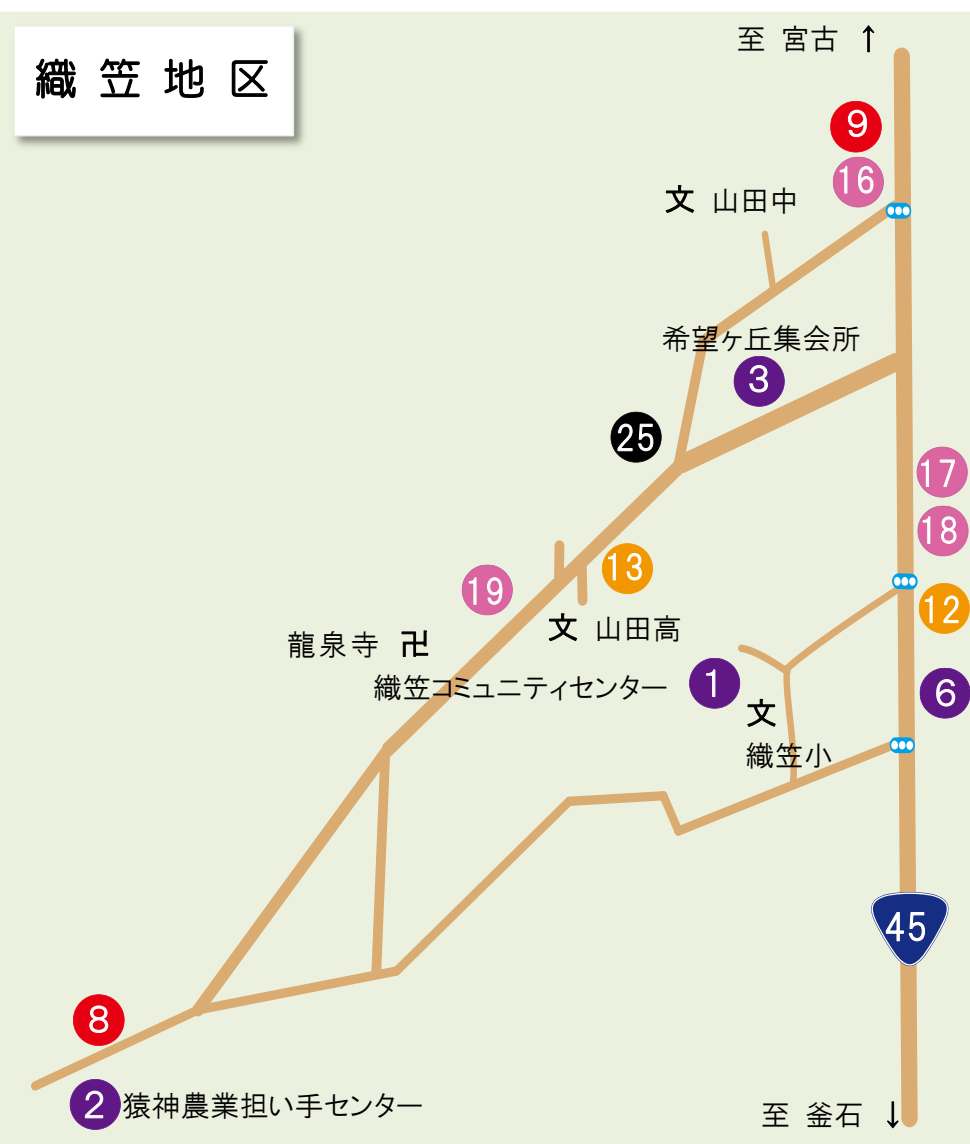 至 宮古 ↑
織笠地区
9
16
文 山田中
希望ヶ丘集会所
3
25
17
18
13
19
12
文 山田高
龍泉寺 卍
織笠コミュニティセンター
1
6
文
織笠小
45
8
2 猿神農業担い手センター
至 釜石 ↓